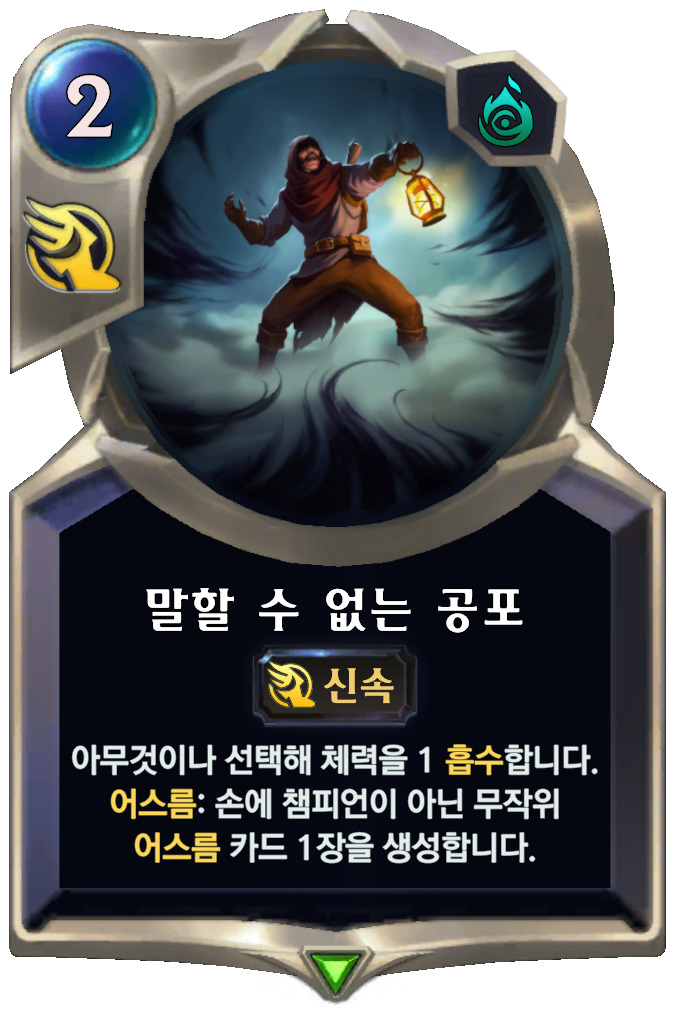 2
말할 수 없는 공포
신속
아무것이나 선택해 체력을 1 흡수합니다.
어스름: 손에 챔피언이 아닌 무작위
어스름 카드 1장을 생성합니다.